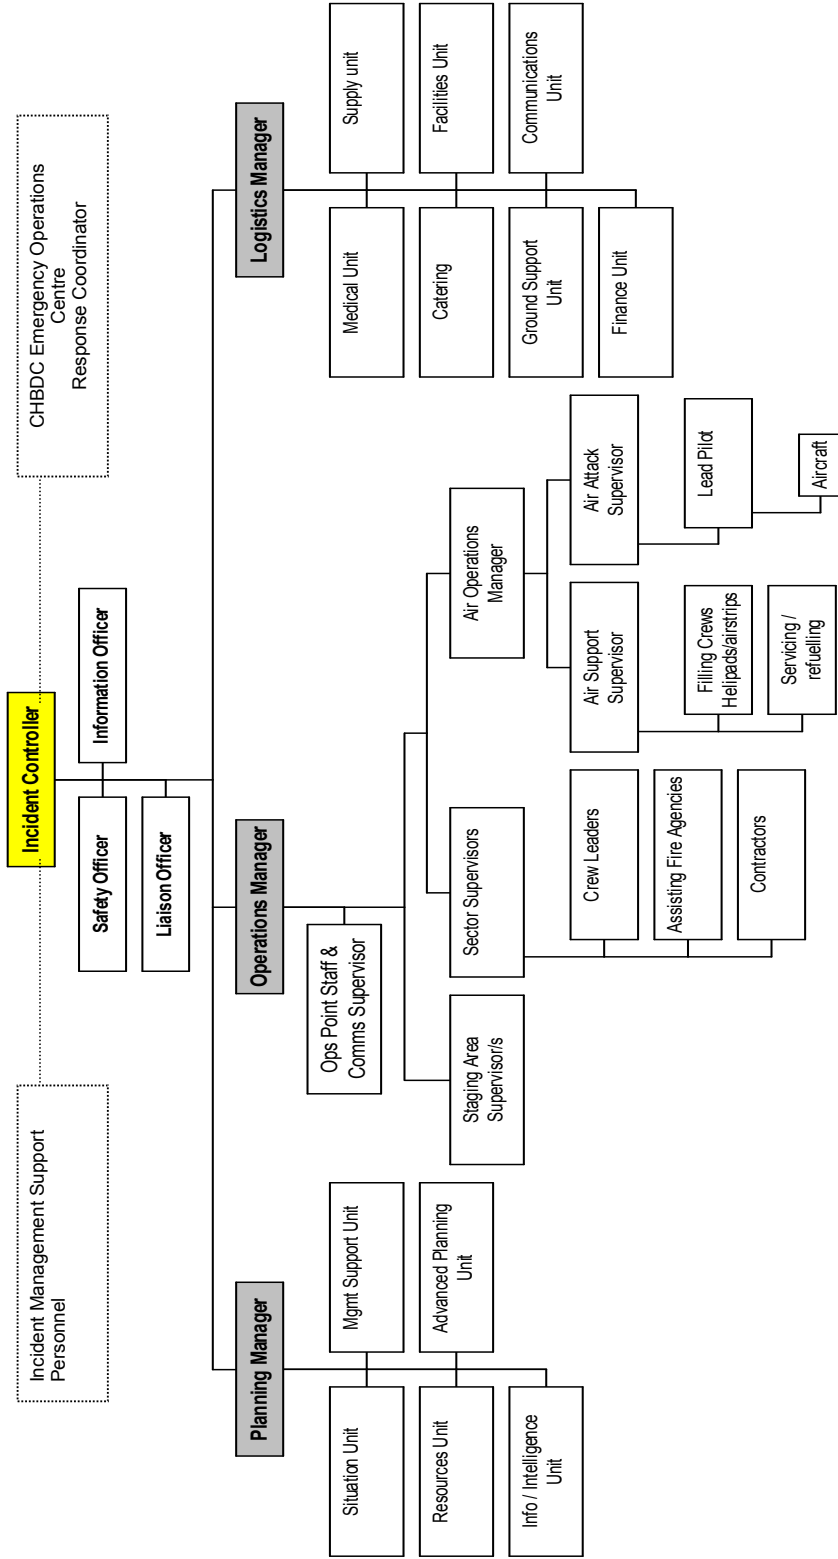 Incident Management Support
Personnel
Incident Controller
CHBDC Emergency Operations
Centre
Response Coordinator
Safety Officer
Information Officer
Liaison Officer
Planning Manager
Operations Manager
Logistics Manager
Situation Unit
Mgmt Support Unit
Resources Unit
Advanced Planning
Unit
Info / Intelligence
Unit
Ops Point Staff &
Comms Supervisor
Staging Area
Supervisor/s
Sector Supervisors
Crew Leaders
Assisting Fire Agencies
Contractors
Air Operations
Manager
Air Support
Supervisor
Filling Crews
Helipads/airstrips
Servicing /
refuelling
Air Attack
Supervisor
Lead Pilot
Aircraft
Medical Unit
Supply unit
Catering
Facilities Unit
Ground Support
Unit
Communications
Unit
Finance Unit